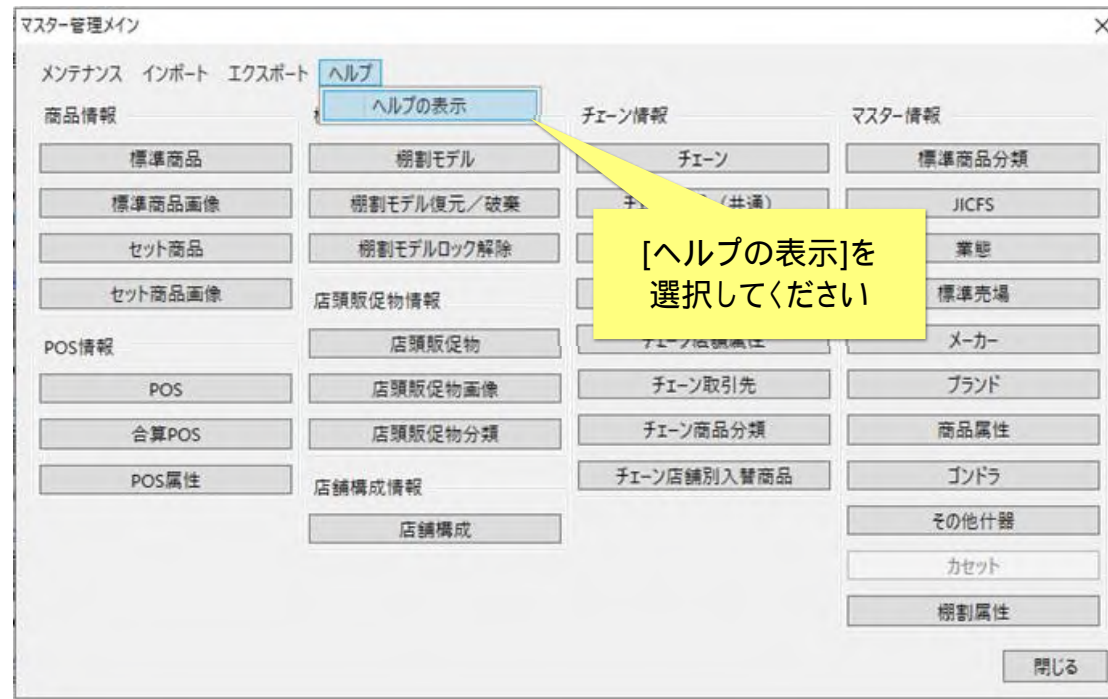 マスター管理メイン
メンテナンス インポート エクスポート ヘルプ
ヘルプの表示
商品情報
標準商品
標準商品画像
セット商品
セット商品画像
POS情報
POS
合算POS
POS属性
棚割モデル
棚割モデル復元／破棄
棚割モデルロック解除
店頭販促物情報
店頭販促物
店頭販促物画像
店頭販促物分類
店舗構成情報
店舗構成
チェーン情報
チェーン
（共通）
チェーン店舗属性
チェーン取引先
チェーン商品分類
チェーン店舗別入替商品
[ヘルプの表示]を
選択してください
マスター情報
標準商品分類
JICFS
業態
標準売場
メーカー
ブランド
商品属性
ゴンドラ
その他什器
カセット
棚割属性
閉じる